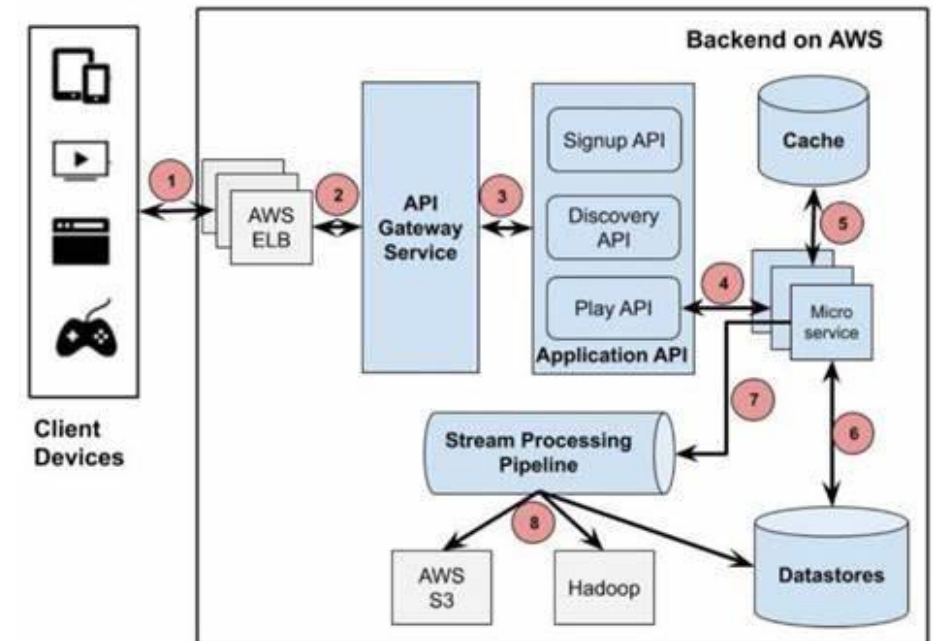 Backend on AWS
Signup API
Cache
1
2
3
API
Gateway
Service
AWS
ELB
Discovery
API
5
4
Play API
Micro
service
Application API
7
Client
Devices
Stream Processing
Pipeline
6
8
AWS
S3
Hadoop
Datastores